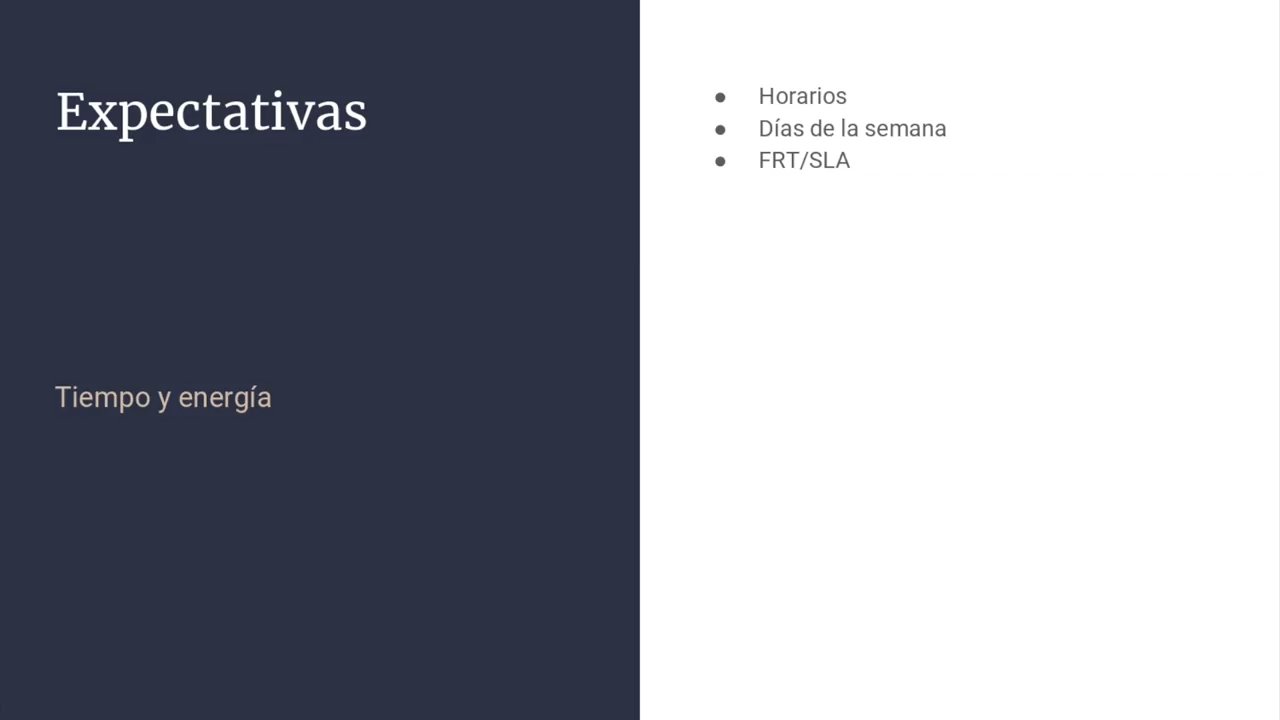 Expectativas
Tiempo y energía
● Horarios
● Días de la semana
● FRT/SLA